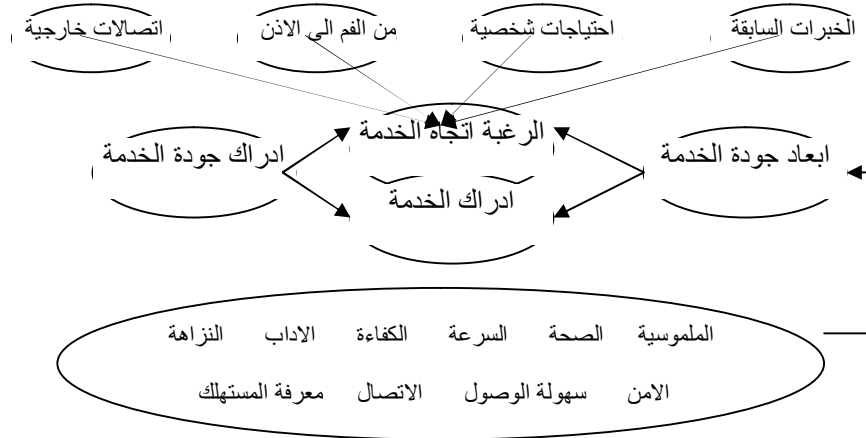 الخبرات السابقة احتياجات شخصية من الفم الى الاذن اتصالات خارجية
الرغبة اتجاه الخدمة
ابعاد جودة الخدمة ادراك جودة الخدمة
ادراك الخدمة
الملموسية الصحة السرعة الكفاءة الاداب النزاهة
الامن سهولة الوصول الاتصال معرفة المستهلك